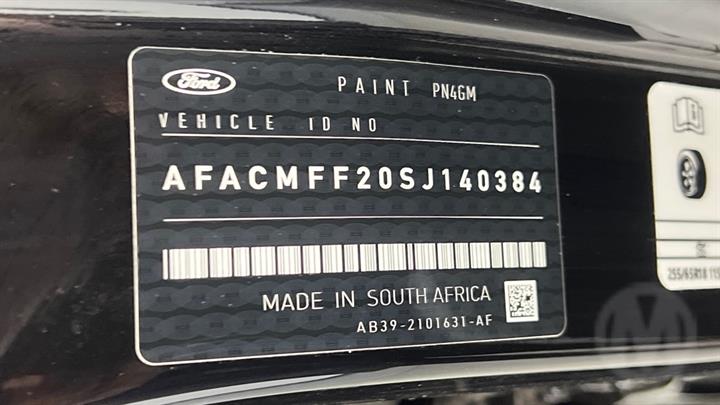 Ford
PAINT PN4GM
VEHICLE ID NO
AFACMFF20SJ140384
MADE IN SOUTH AFRICA
AB39-2101631-AF
255/65R18
M